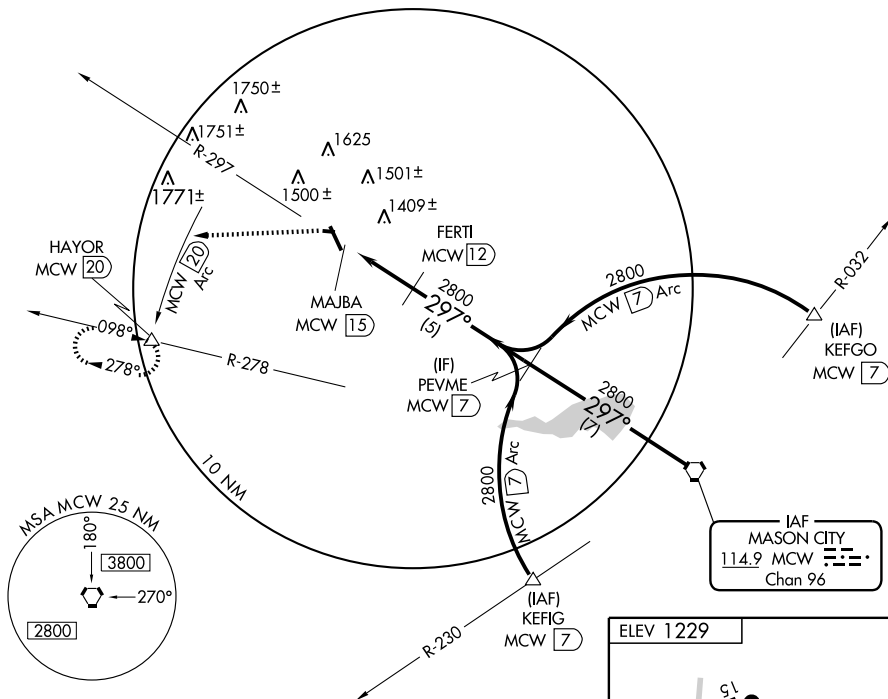 1750±
1751±
1625
R-297
1501±
1771±
1500±
1409±
FERTI
MCW 12
HAYOR
MCW 20
MCW 20
Arc
2800
297°
(5)
2800
MCW 7 Arc
R-032
MAJBA
MCW 15
(IAF)
KEFGO
MCW 7
098°
278°
R-278
(IF)
PEVME
MCW 7
2800
297°
(7)
10 NM
2800
MCW 7 Arc
MSA MCW 25 NM
180°
3800
270°
2800
IAF
MASON CITY
114.9 MCW
Chan 96
(IAF)
KEFIG
MCW 7
R-230
ELEV 1229
15